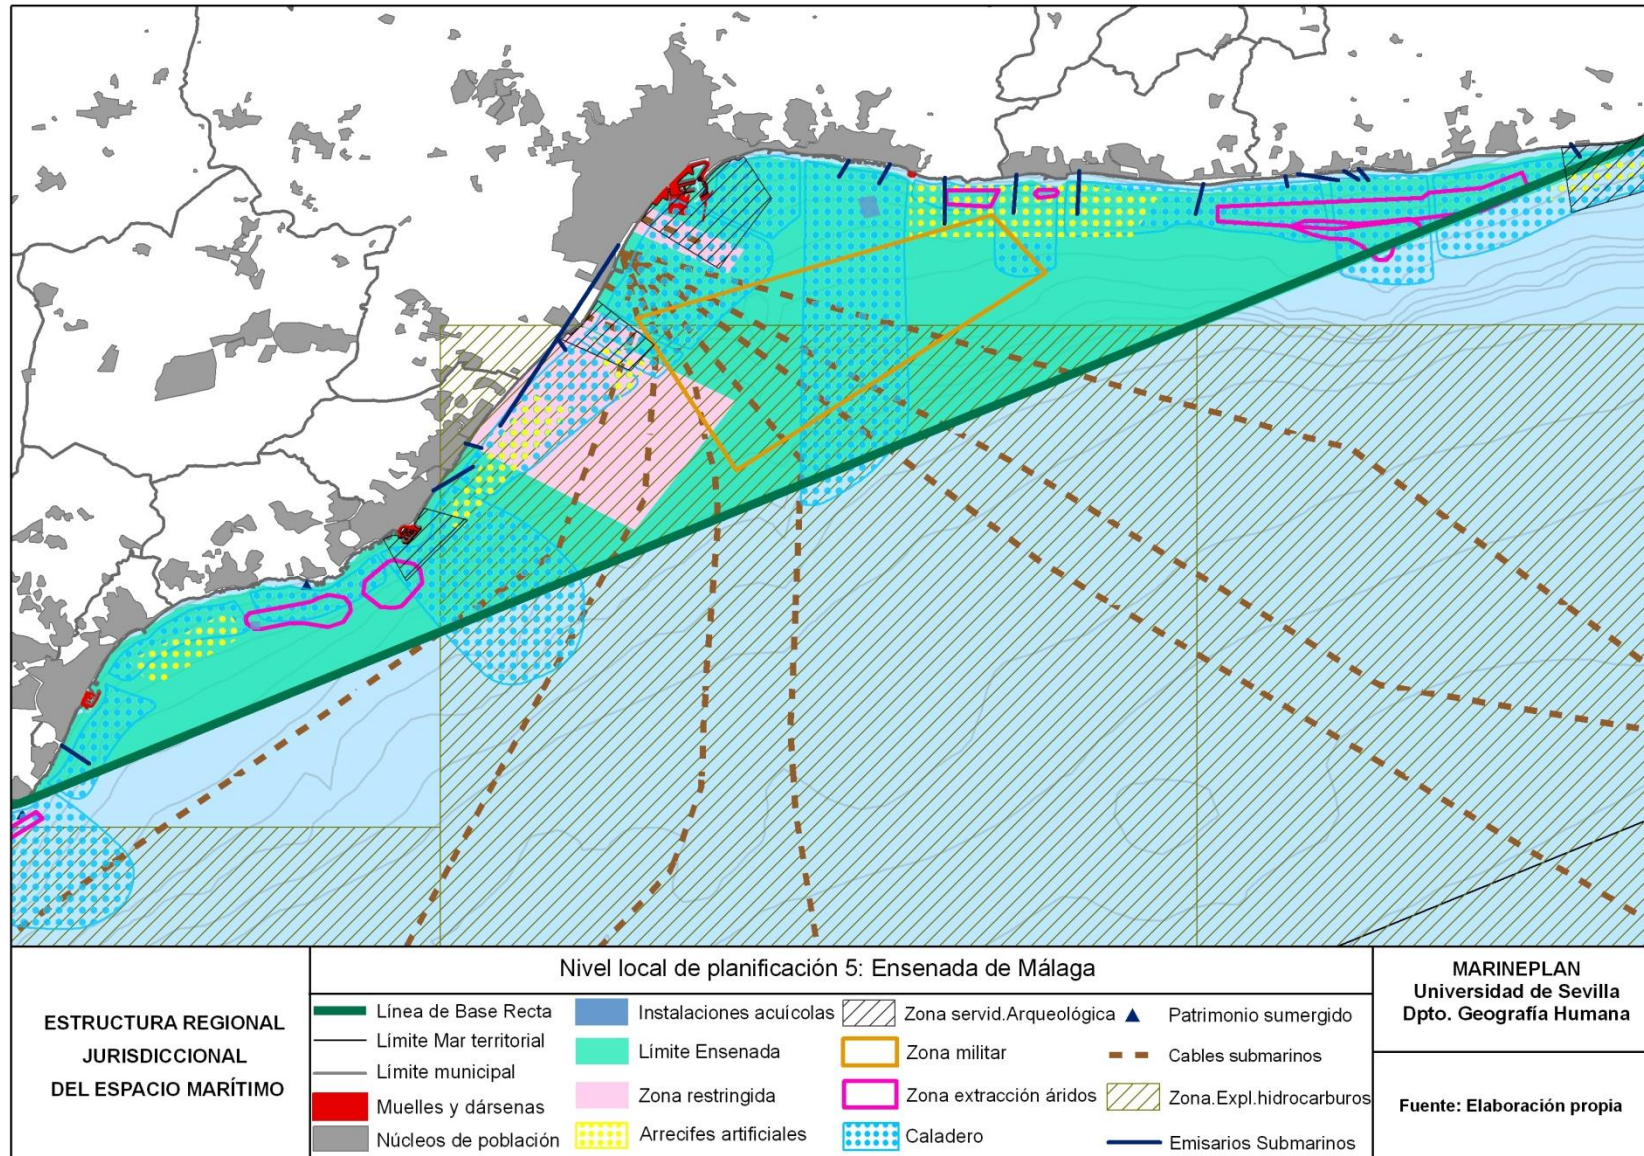 ESTRUCTURA REGIONAL
JURISDICCIONAL
DEL ESPACIO MARÍTIMO
Nivel local de planificación 5: Ensenada de Málaga
Línea de Base Recta
Límite Mar territorial
Límite municipal
Muelles y dársenas
Núcleos de población
Instalaciones acuícolas
Límite Ensenada
Zona restringida
Arrecifes artificiales
Zona servid.Arqueológica
Zona militar
Zona extracción áridos
Caladero
Patrimonio sumergido
Cables submarinos
Zona.Expl.hidrocarburos
Emisarios Submarinos
MARINEPLAN
Universidad de Sevilla
Dpto. Geografía Humana
Fuente: Elaboración propia